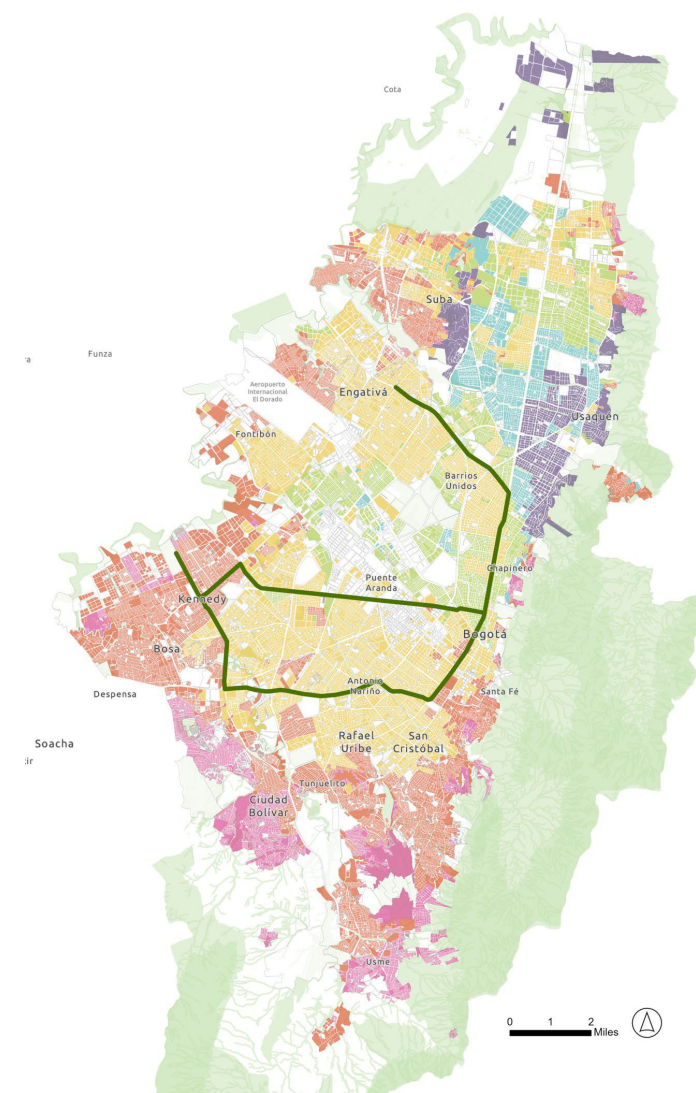 Cota
Suba
Funza
Aeropuerto
Internacional
El Dorado
Engativá
Usaquén
Fontibón
Barrios
Unidos
Chapinero
Puente
Aranda
Kennedy
Bogotá
Bosa
Antonio
Nariño
Santa Fé
Despensa
Rafael
Uribe
San
Cristóbal
Soacha
Tunjuelito
Ciudad
Bolívar
Usme
0 1 2
Miles